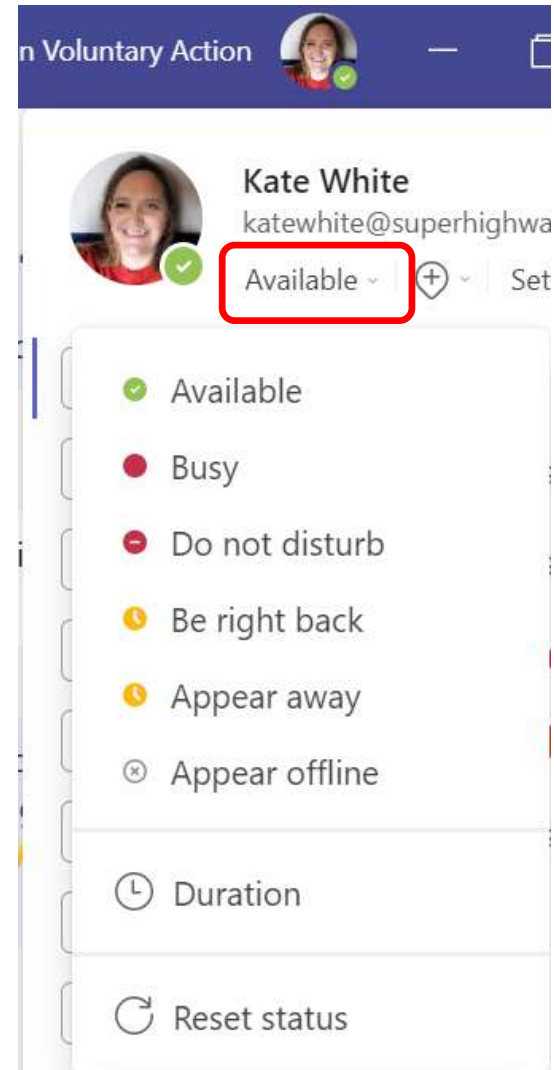 n Voluntary Action
Kate White
katewhite@superhighwa
Available
Set
Available
Busy
Do not disturb
Be right back
Appear away
Appear offline
Duration
Reset status